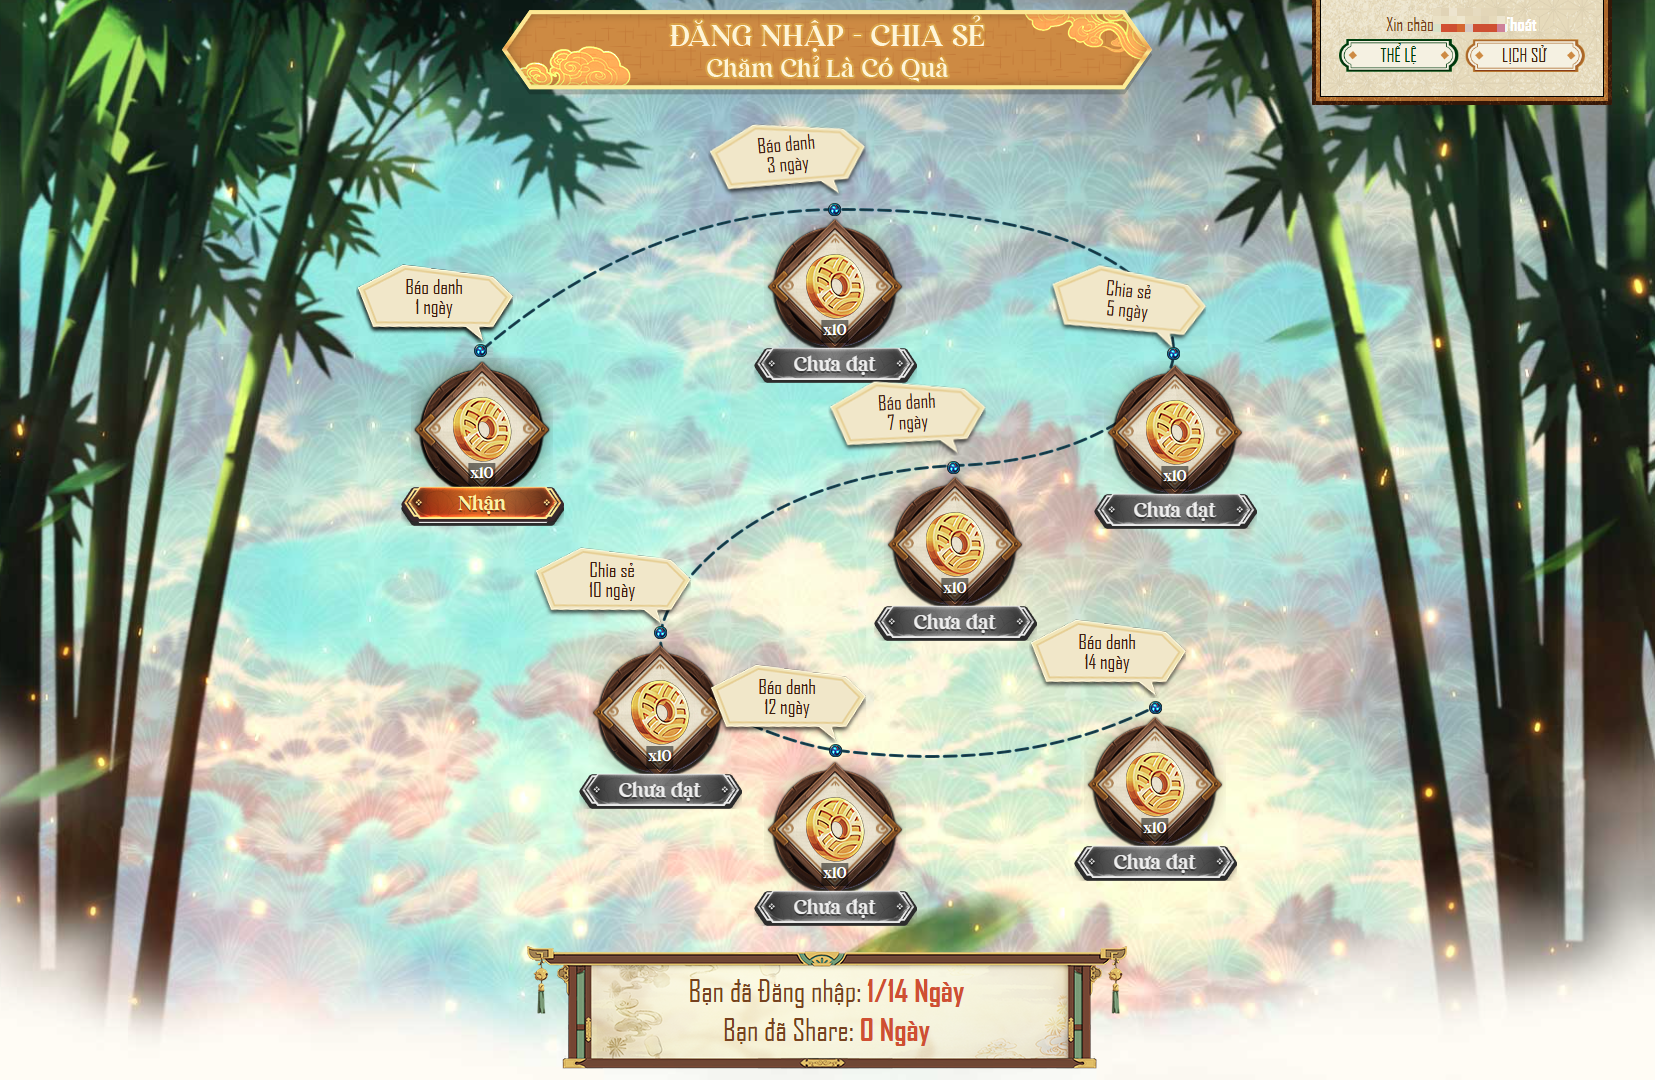 ĐĂNG NHẬP - CHIA SẺ
Chăm Chỉ Là Có Quà
Xin chào
Thoát
THỂ LỆ
LỊCH SỬ
Báo danh
3 ngày
x10
Chưa đạt
Báo danh
1 ngày
x10
Nhận
Chia sẻ
5 ngày
x10
Chưa đạt
Báo danh
7 ngày
x10
Chưa đạt
Chia sẻ
10 ngày
x10
Chưa đạt
Báo danh
12 ngày
x10
Chưa đạt
Báo danh
14 ngày
x10
Chưa đạt
Bạn đã Đăng nhập: 1/14 Ngày
Bạn đã Share: 0 Ngày